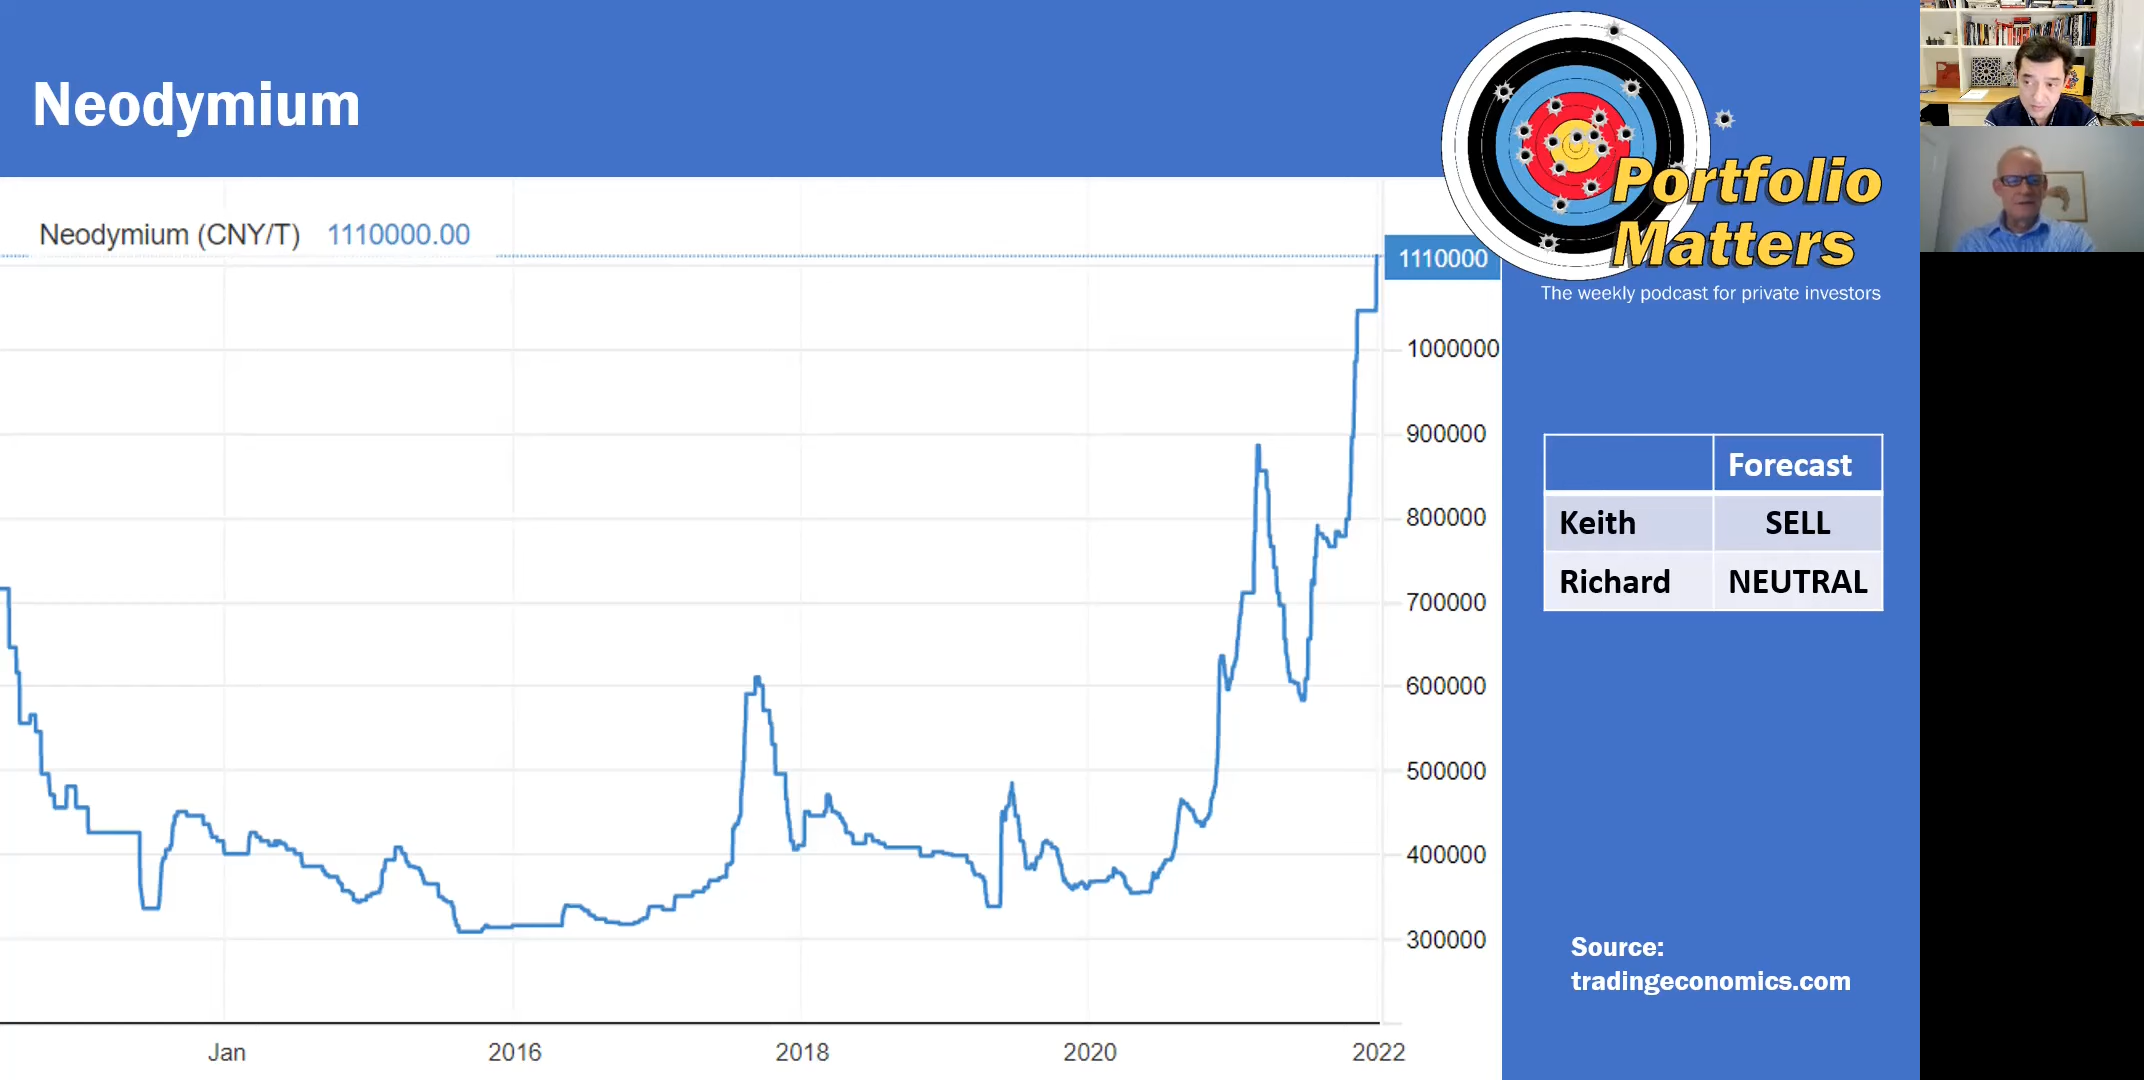 Neodymium
Neodymium (CNY/T) 1110000.00
1110000
1000000
900000
800000
700000
600000
500000
400000
300000
Jan 2016 2018 2020 2022
Portfolio
Matters
The weekly podcast for private investors
Forecast
Keith SELL
Richard NEUTRAL
Source:
tradingeconomics.com